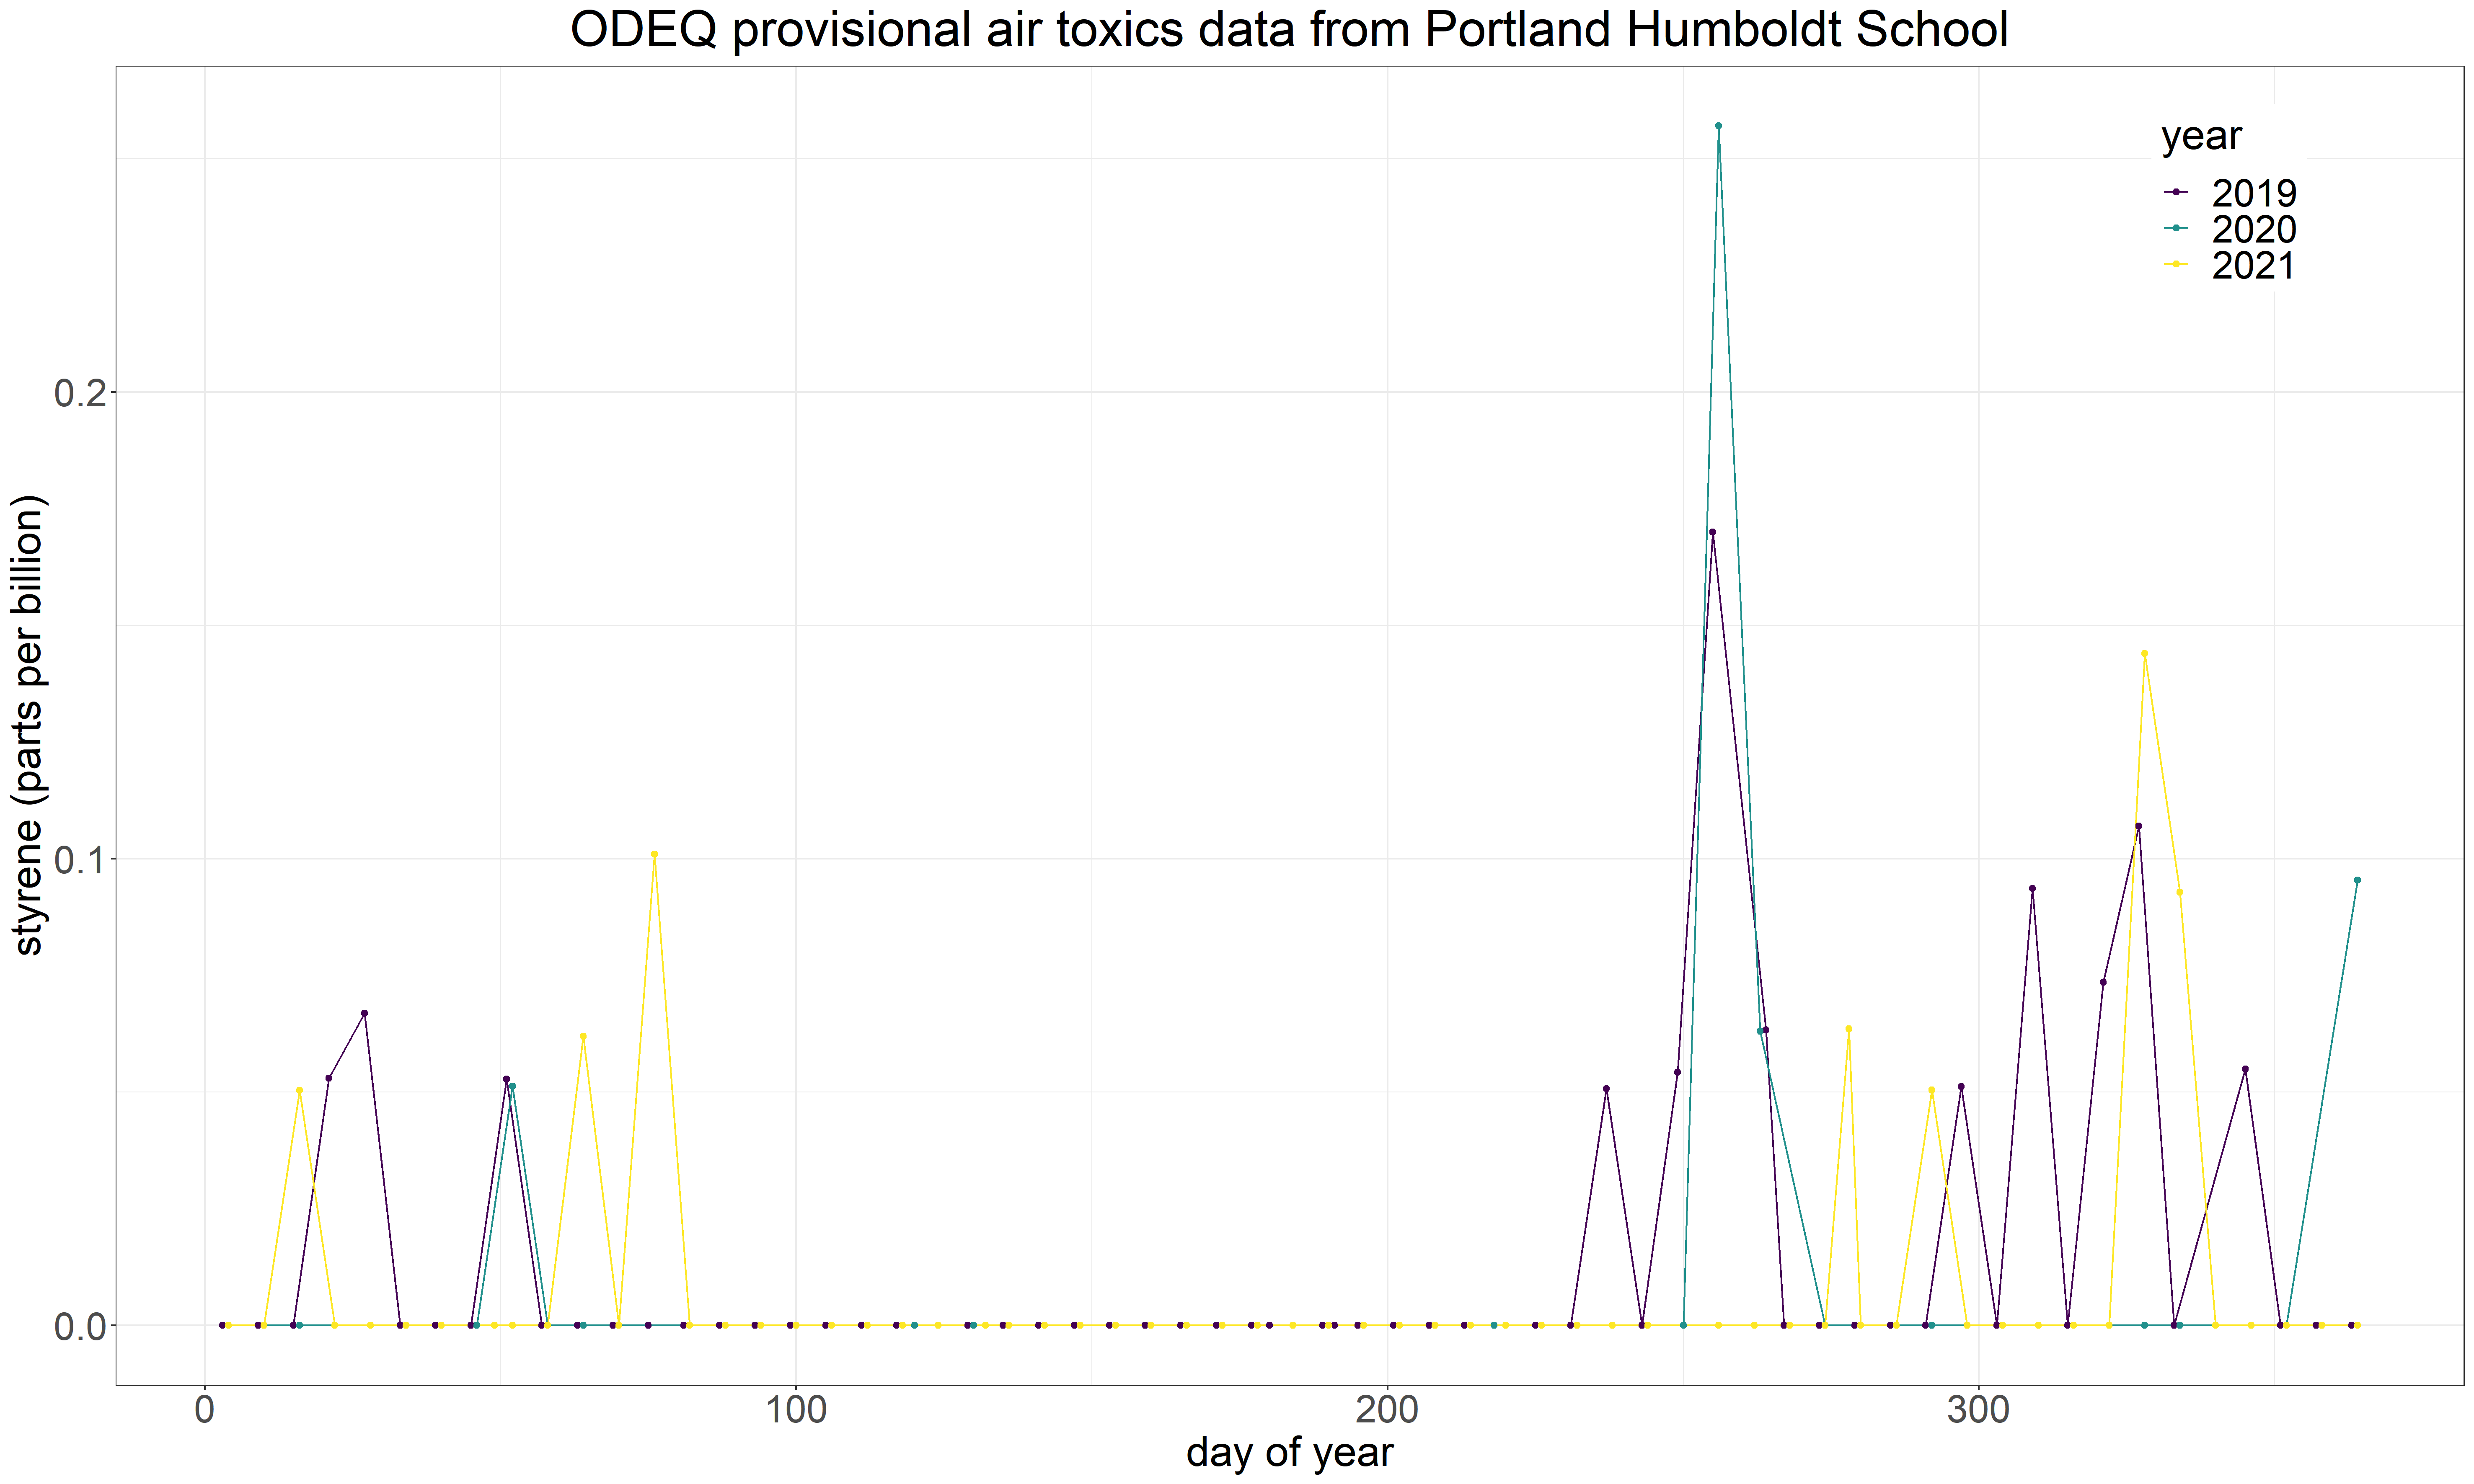 ODEQ provisional air toxics data from Portland Humboldt School
year
2019
2020
2021
0.2
0.1
0.0
styrene (parts per billion)
0 100 200 300
day of year